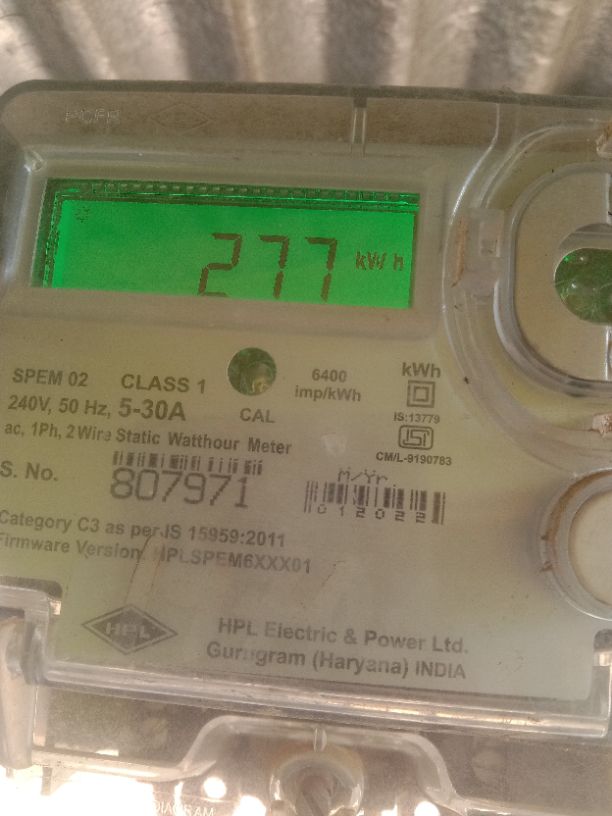 277 kWh
SPEM 02 CLASS 1
240V, 50 Hz, 5-30A
CAL
6400
imp/kWh
kWh
IS:13779
ISI
CM/L-9190783
ac, 1Ph, 2 Wire Static Watthour Meter
S. No. 807971
M/Yr
012022
Category C3 as per IS 15959:2011
Firmware Version. HPLSPEM6XXX01
HPL
HPL Electric & Power Ltd.
Gurugram (Haryana) INDIA